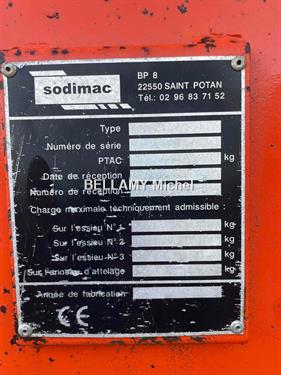 sodimac
BP 8
22550 SAINT POTAN
Tél.: 02 96 83 71 52
Type
Numéro de série
PTAC kg
Date de réception
BELLAMY Michel
Numéro de réception
Charge maximale techniquement admissible :
Sur l'essieu N° 1 kg
Sur l'essieu N° 2 kg
Sur l'essieu N° 3 kg
Sur l'anneau d'attelage kg
Année de fabrication
CE